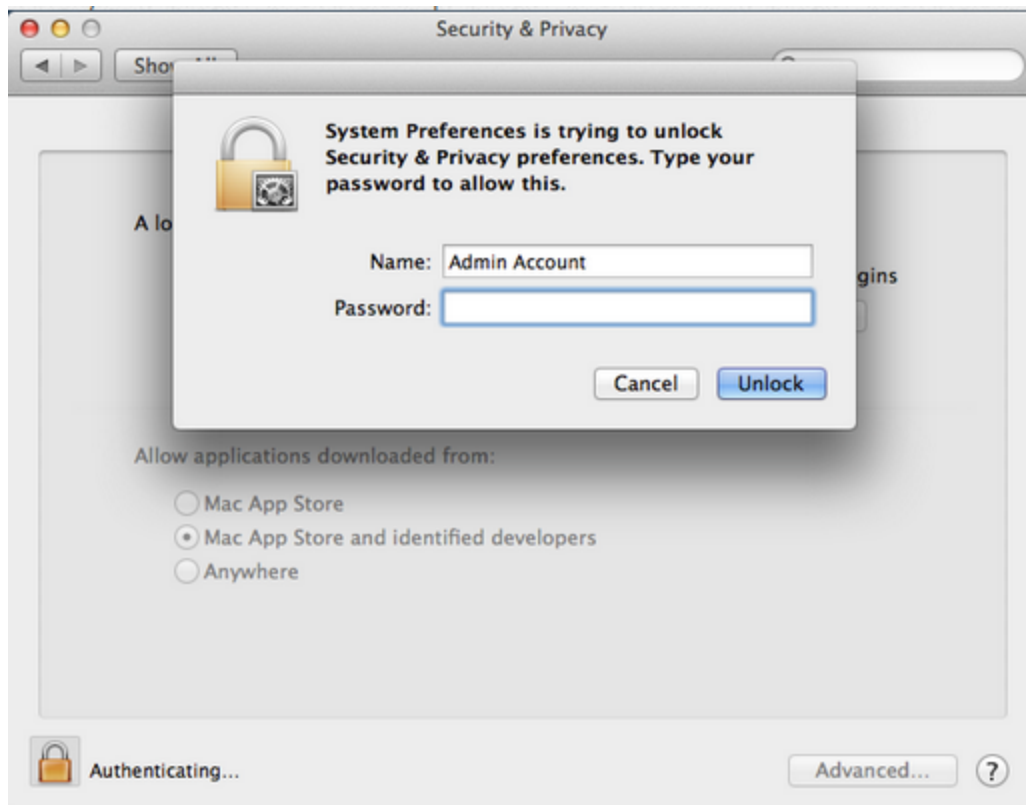 Security & Privacy
System Preferences is trying to unlock
Security & Privacy preferences. Type your
password to allow this.
Name: Admin Account
Password:
Cancel Unlock
Allow applications downloaded from:
Mac App Store
Mac App Store and identified developers
Anywhere
Authenticating...
Advanced... ?